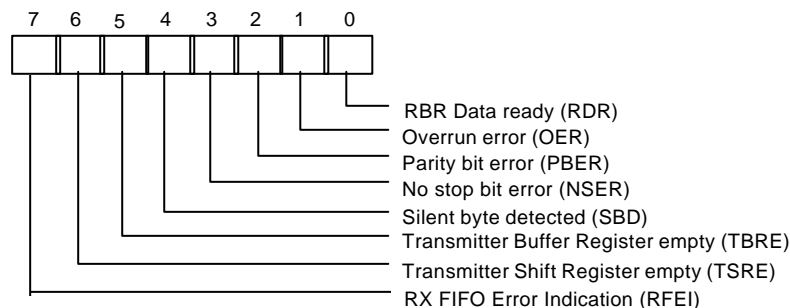 7 6 5 4 3 2 1 0
RBR Data ready (RDR)
Overrun error (OER)
Parity bit error (PBER)
No stop bit error (NSER)
Silent byte detected (SBD)
Transmitter Buffer Register empty (TBRE)
Transmitter Shift Register empty (TSRE)
RX FIFO Error Indication (RFEI)